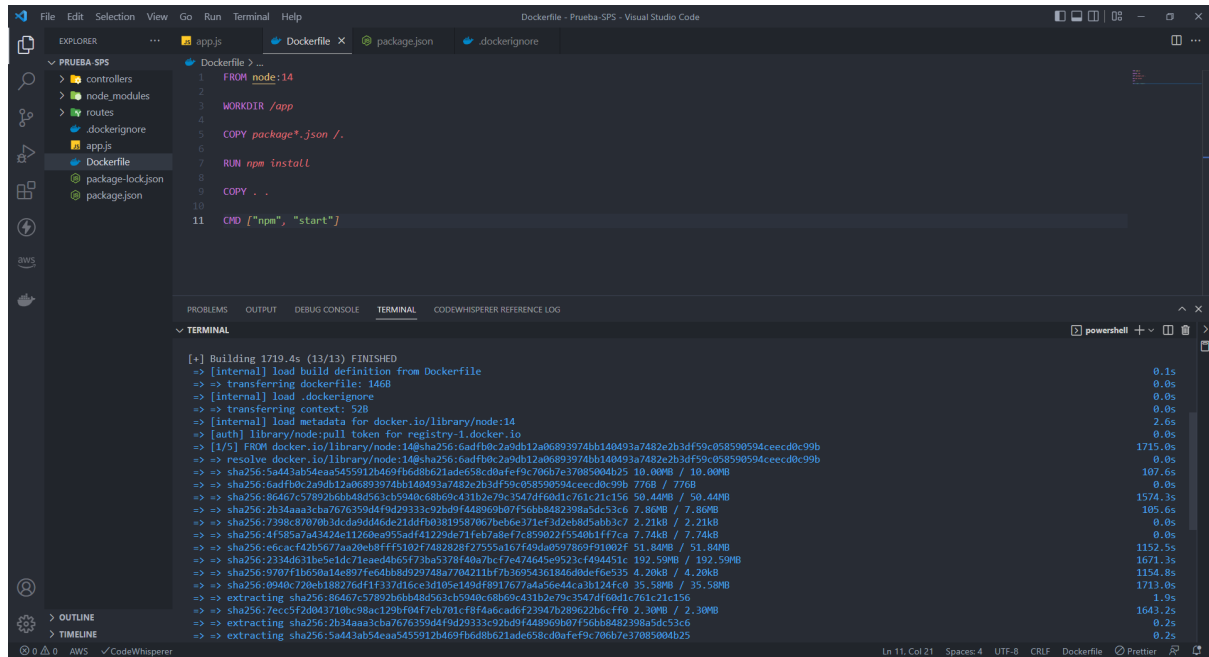 File Edit Selection View Go Run Terminal Help
Dockerfile - Prueba-SPS - Visual Studio Code
EXPLORER
PRUEBA-SPS
controllers
node_modules
routes
.dockerignore
app.js
Dockerfile
package-lock.json
package.json
OUTLINE
TIMELINE
aws
app.js Dockerfile package.json .dockerignore
Dockerfile > ...
1 FROM node:14
2
3 WORKDIR /app
4
5 COPY package*.json /.
6
7 RUN npm install
8
9 COPY . .
10
11 CMD ["npm", "start"]
PROBLEMS OUTPUT DEBUG CONSOLE TERMINAL CODEWHISPERER REFERENCE LOG
TERMINAL
powershell
[+] Building 1719.4s (13/13) FINISHED
=> [internal] load build definition from Dockerfile 0.1s
=> => transferring dockerfile: 146B 0.0s
=> [internal] load .dockerignore 0.0s
=> => transferring context: 52B 0.0s
=> [internal] load metadata for docker.io/library/node:14 2.6s
=> [auth] library/node:pull token for registry-1.docker.io 0.0s
=> [1/5] FROM docker.io/library/node:14@sha256:6adfb0c2a9db12a06893974bb140493a7482e2b3df59c058590594ceecd0c99b 1715.0s
=> => resolve docker.io/library/node:14@sha256:6adfb0c2a9db12a06893974bb140493a7482e2b3df59c058590594ceecd0c99b 0.0s
=> => sha256:5a443ab54eaa5455912b469fb6d8b621ade658cd0afef9c706b7e37085004b25 10.00MB / 10.00MB 107.6s
=> => sha256:6adfb0c2a9db12a06893974bb140493a7482e2b3df59c058590594ceecd0c99b 776B / 776B 0.0s
=> => sha256:86467c57892b6bb48d563cb5940c68b69c431b2e79c3547df60d1c761c21c156 50.44MB / 50.44MB 1574.3s
=> => sha256:2b34aaa3cba7676359d4f9d29333c92bd9f448969b07f56bb8482398a5dc53c6 7.86MB / 7.86MB 105.6s
=> => sha256:7398c87070b3dcda9dd46de21ddfb03819587067beb6e371ef3d2eb8d5abb3c7 2.21kB / 2.21kB 0.0s
=> => sha256:4f585a7a43424e11260ea955adf41229de71feb7a8ef7c859022f5540b1ff7ca 7.74kB / 7.74kB 0.0s
=> => sha256:e6cacf42b5677aa20eb8fff5102f7482828f27555a167f49da0597869f91002f 51.84MB / 51.84MB 1152.5s
=> => sha256:2334d631be5e1dc71eaed4b65f73ba5378f40a7bcf7e474645e9523cf494451c 192.59MB / 192.59MB 1671.3s
=> => sha256:9707f1b650a14e897fe64bb8d929748a7704211bf7b36954361846d0def6e535 4.20kB / 4.20kB 1154.8s
=> => sha256:0940c720eb188276df1f337d16ce3d105e149df8917677a4a56e44ca3b124fc0 35.58MB / 35.58MB 1713.0s
=> => extracting sha256:86467c57892b6bb48d563cb5940c68b69c431b2e79c3547df60d1c761c21c156 1.9s
=> => sha256:7ecc5f2d043710bc98ac129bf04f7eb701cf8f4a6cad6f23947b289622b6cff0 2.30MB / 2.30MB 1643.2s
=> => extracting sha256:2b34aaa3cba7676359d4f9d29333c92bd9f448969b07f56bb8482398a5dc53c6 0.2s
=> => extracting sha256:5a443ab54eaa5455912b469fb6d8b621ade658cd0afef9c706b7e37085004b25 0.2s
0 0 AWS CodeWhisperer
Ln 11, Col 21 Spaces: 4 UTF-8 CRLF Dockerfile Prettier